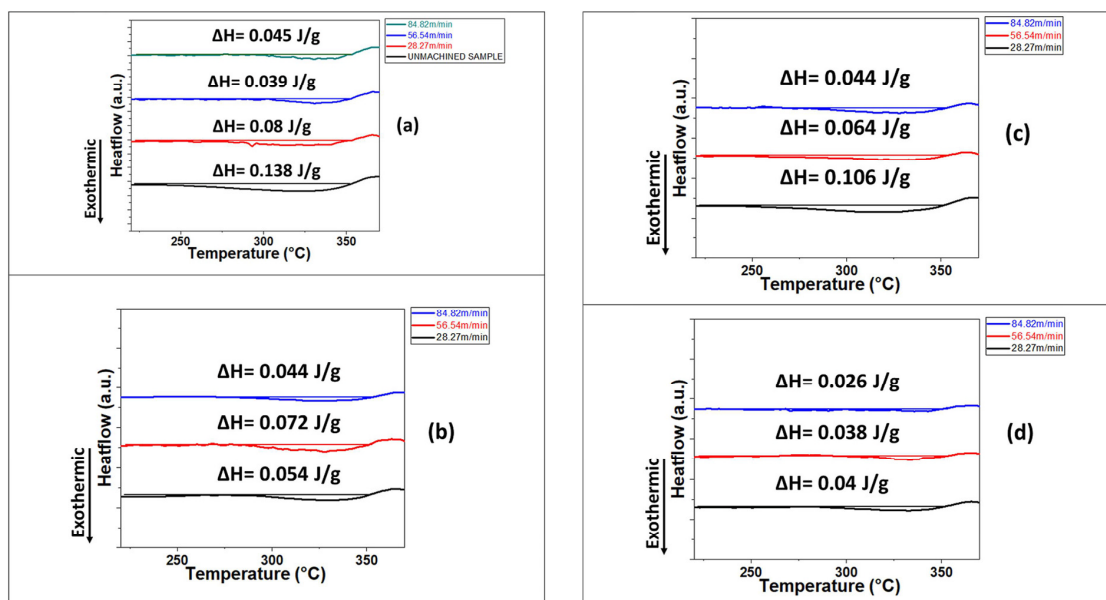 84.82m/min
56.54m/min
28.27m/min
UNMACHINED SAMPLE
ΔH= 0.045 J/g
ΔH= 0.039 J/g
ΔH= 0.08 J/g
ΔH= 0.138 J/g
(a)
Exothermic
Heatflow (a.u.)
250
300
350
Temperature (°C)
84.82m/min
56.54m/min
28.27m/min
ΔH= 0.044 J/g
ΔH= 0.072 J/g
ΔH= 0.054 J/g
(b)
Exothermic
Heatflow (a.u.)
250
300
350
Temperature (°C)
84.82m/min
56.54m/min
28.27m/min
ΔH= 0.044 J/g
ΔH= 0.064 J/g
ΔH= 0.106 J/g
(c)
Exothermic
Heatflow (a.u.)
250
300
350
Temperature (°C)
84.82m/min
56.54m/min
28.27m/min
ΔH= 0.026 J/g
ΔH= 0.038 J/g
ΔH= 0.04 J/g
(d)
Exothermic
Heatflow (a.u.)
250
300
350
Temperature (°C)